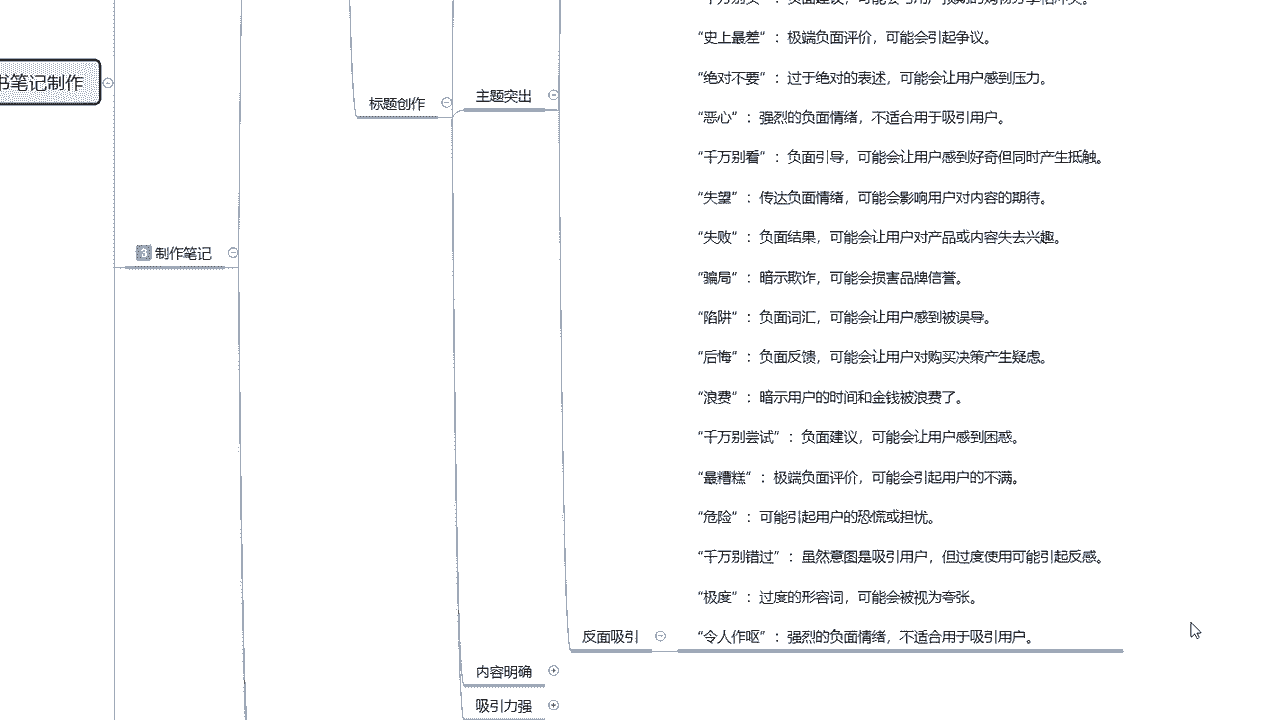 书笔记制作
3 制作笔记
标题创作
主题突出
“史上最差”：极端负面评价，可能会引起争议。
“绝对不要”：过于绝对的表述，可能会让用户感到压力。
“恶心”：强烈的负面情绪，不适合用于吸引用户。
“千万别看”：负面引导，可能会让用户感到好奇但同时产生抵触。
“失望”：传达负面情绪，可能会影响用户对内容的期待。
“失败”：负面结果，可能会让用户对产品或内容失去兴趣。
“骗局”：暗示欺诈，可能会损害品牌信誉。
“陷阱”：负面词汇，可能会让用户感到被误导。
“后悔”：负面反馈，可能会让用户对购买决策产生疑虑。
“浪费”：暗示用户的时间和金钱被浪费了。
“千万别尝试”：负面建议，可能会让用户感到困惑。
“最糟糕”：极端负面评价，可能会引起用户的不满。
“危险”：可能引起用户的恐慌或担忧。
“千万别错过”：虽然意图是吸引用户，但过度使用可能引起反感。
“极度”：过度的形容词，可能会被视为夸张。
反面吸引
“令人作呕”：强烈的负面情绪，不适合用于吸引用户。
内容明确
吸引力强